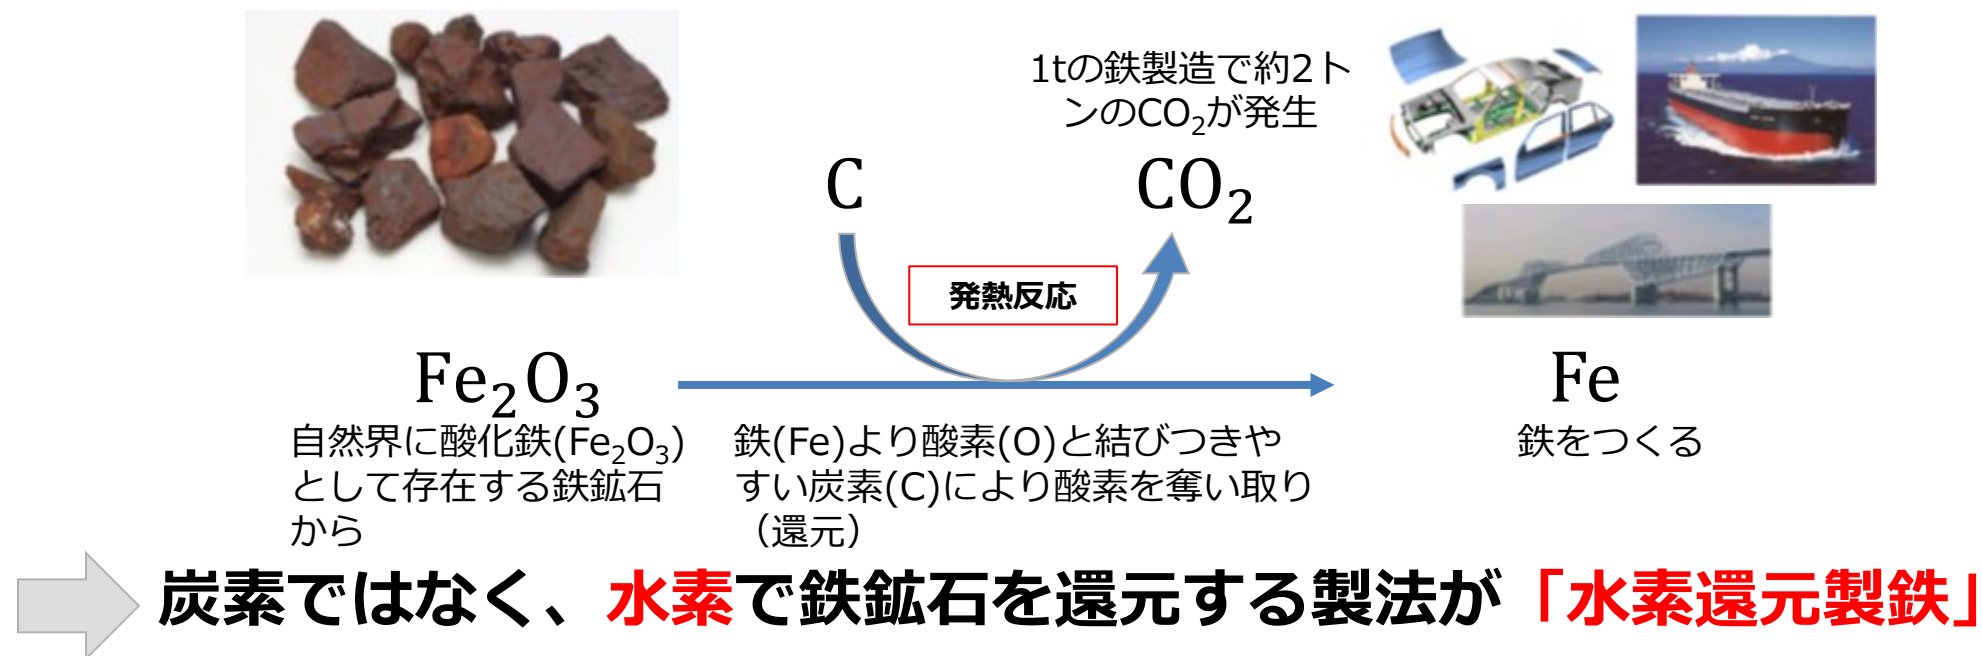 1tの鉄製造で約2ト
ンのCO₂が発生
C
CO₂
発熱反応
Fe₂O₃
Fe
自然界に酸化鉄(Fe₂O₃)
として存在する鉄鉱石
から
鉄(Fe)より酸素(O)と結びつきや
すい炭素(C)により酸素を奪い取り
（還元）
鉄をつくる
炭素ではなく、水素で鉄鉱石を還元する製法が「水素還元製鉄」